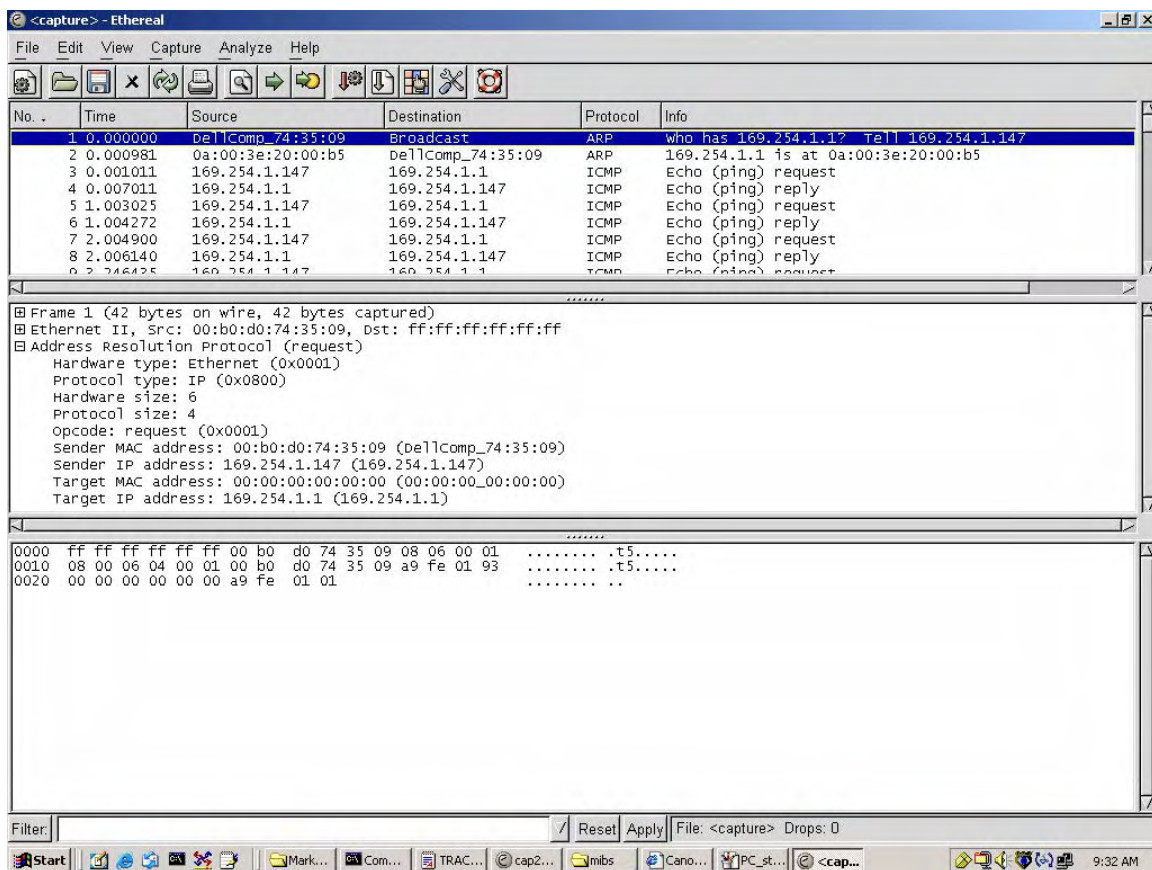 <capture> - Ethereal
File Edit View Capture Analyze Help
No. . Time Source Destination Protocol Info
1 0.000000 DellComp_74:35:09 Broadcast ARP Who has 169.254.1.1? Tell 169.254.1.147
2 0.000981 0a:00:3e:20:00:b5 DellComp_74:35:09 ARP 169.254.1.1 is at 0a:00:3e:20:00:b5
3 0.001011 169.254.1.147 169.254.1.1 ICMP Echo (ping) request
4 0.007011 169.254.1.1 169.254.1.147 ICMP Echo (ping) reply
5 1.003025 169.254.1.147 169.254.1.1 ICMP Echo (ping) request
6 1.004272 169.254.1.1 169.254.1.147 ICMP Echo (ping) reply
7 2.004900 169.254.1.147 169.254.1.1 ICMP Echo (ping) request
8 2.006140 169.254.1.1 169.254.1.147 ICMP Echo (ping) reply
169.254.1.147 169.254.1.1 ICMP Echo (ping) request
Frame 1 (42 bytes on wire, 42 bytes captured)
Ethernet II, Src: 00:b0:d0:74:35:09, Dst: ff:ff:ff:ff:ff:ff
Address Resolution Protocol (request)
Hardware type: Ethernet (0x0001)
Protocol type: IP (0x0800)
Hardware size: 6
Protocol size: 4
Opcode: request (0x0001)
Sender MAC address: 00:b0:d0:74:35:09 (DellComp_74:35:09)
Sender IP address: 169.254.1.147 (169.254.1.147)
Target MAC address: 00:00:00:00:00:00 (00:00:00_00:00:00)
Target IP address: 169.254.1.1 (169.254.1.1)
0000 ff ff ff ff ff ff 00 b0 d0 74 35 09 08 06 00 01 ........ .t5.....
0010 08 00 06 04 00 01 00 b0 d0 74 35 09 a9 fe 01 93 ........ .t5.....
0020 00 00 00 00 00 00 a9 fe 01 01 ........ ..
Filter: / Reset Apply File: <capture> Drops: 0
Start Mark... Com... TRAC... cap2... mibs Cano... PC_st... <cap... 9:32 AM